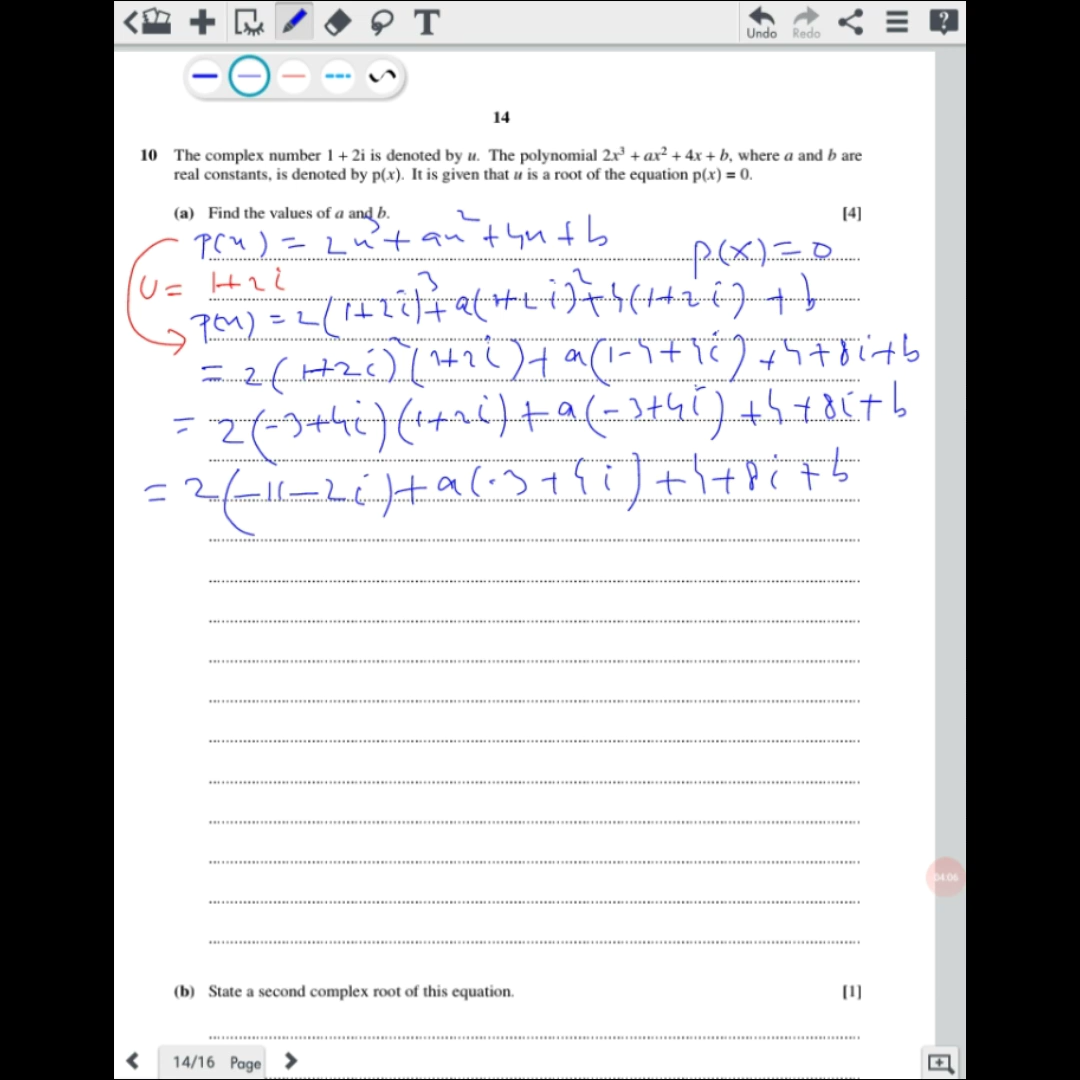 T
Undo
Redo
?
14
10 The complex number 1 + 2i is denoted by u. The polynomial 2x³ + ax² + 4x + b, where a and b are
real constants, is denoted by p(x). It is given that u is a root of the equation p(x) = 0.
(a) Find the values of a and b. [4]
p(u) = 2u³ + au² + 4u + b
p(x) = 0
u = 1+2i
p(u) = 2(1+2i)³ + a(1+2i)² + 4(1+2i) + b
= 2(1+2i)²(1+2i) + a(1-4+4i) + 4+8i+b
= 2(-3+4i)(1+2i) + a(-3+4i) + 4+8i+b
= 2(-11-2i) + a(-3+4i) + 4+8i+b
04:06
(b) State a second complex root of this equation. [1]
14/16 Page